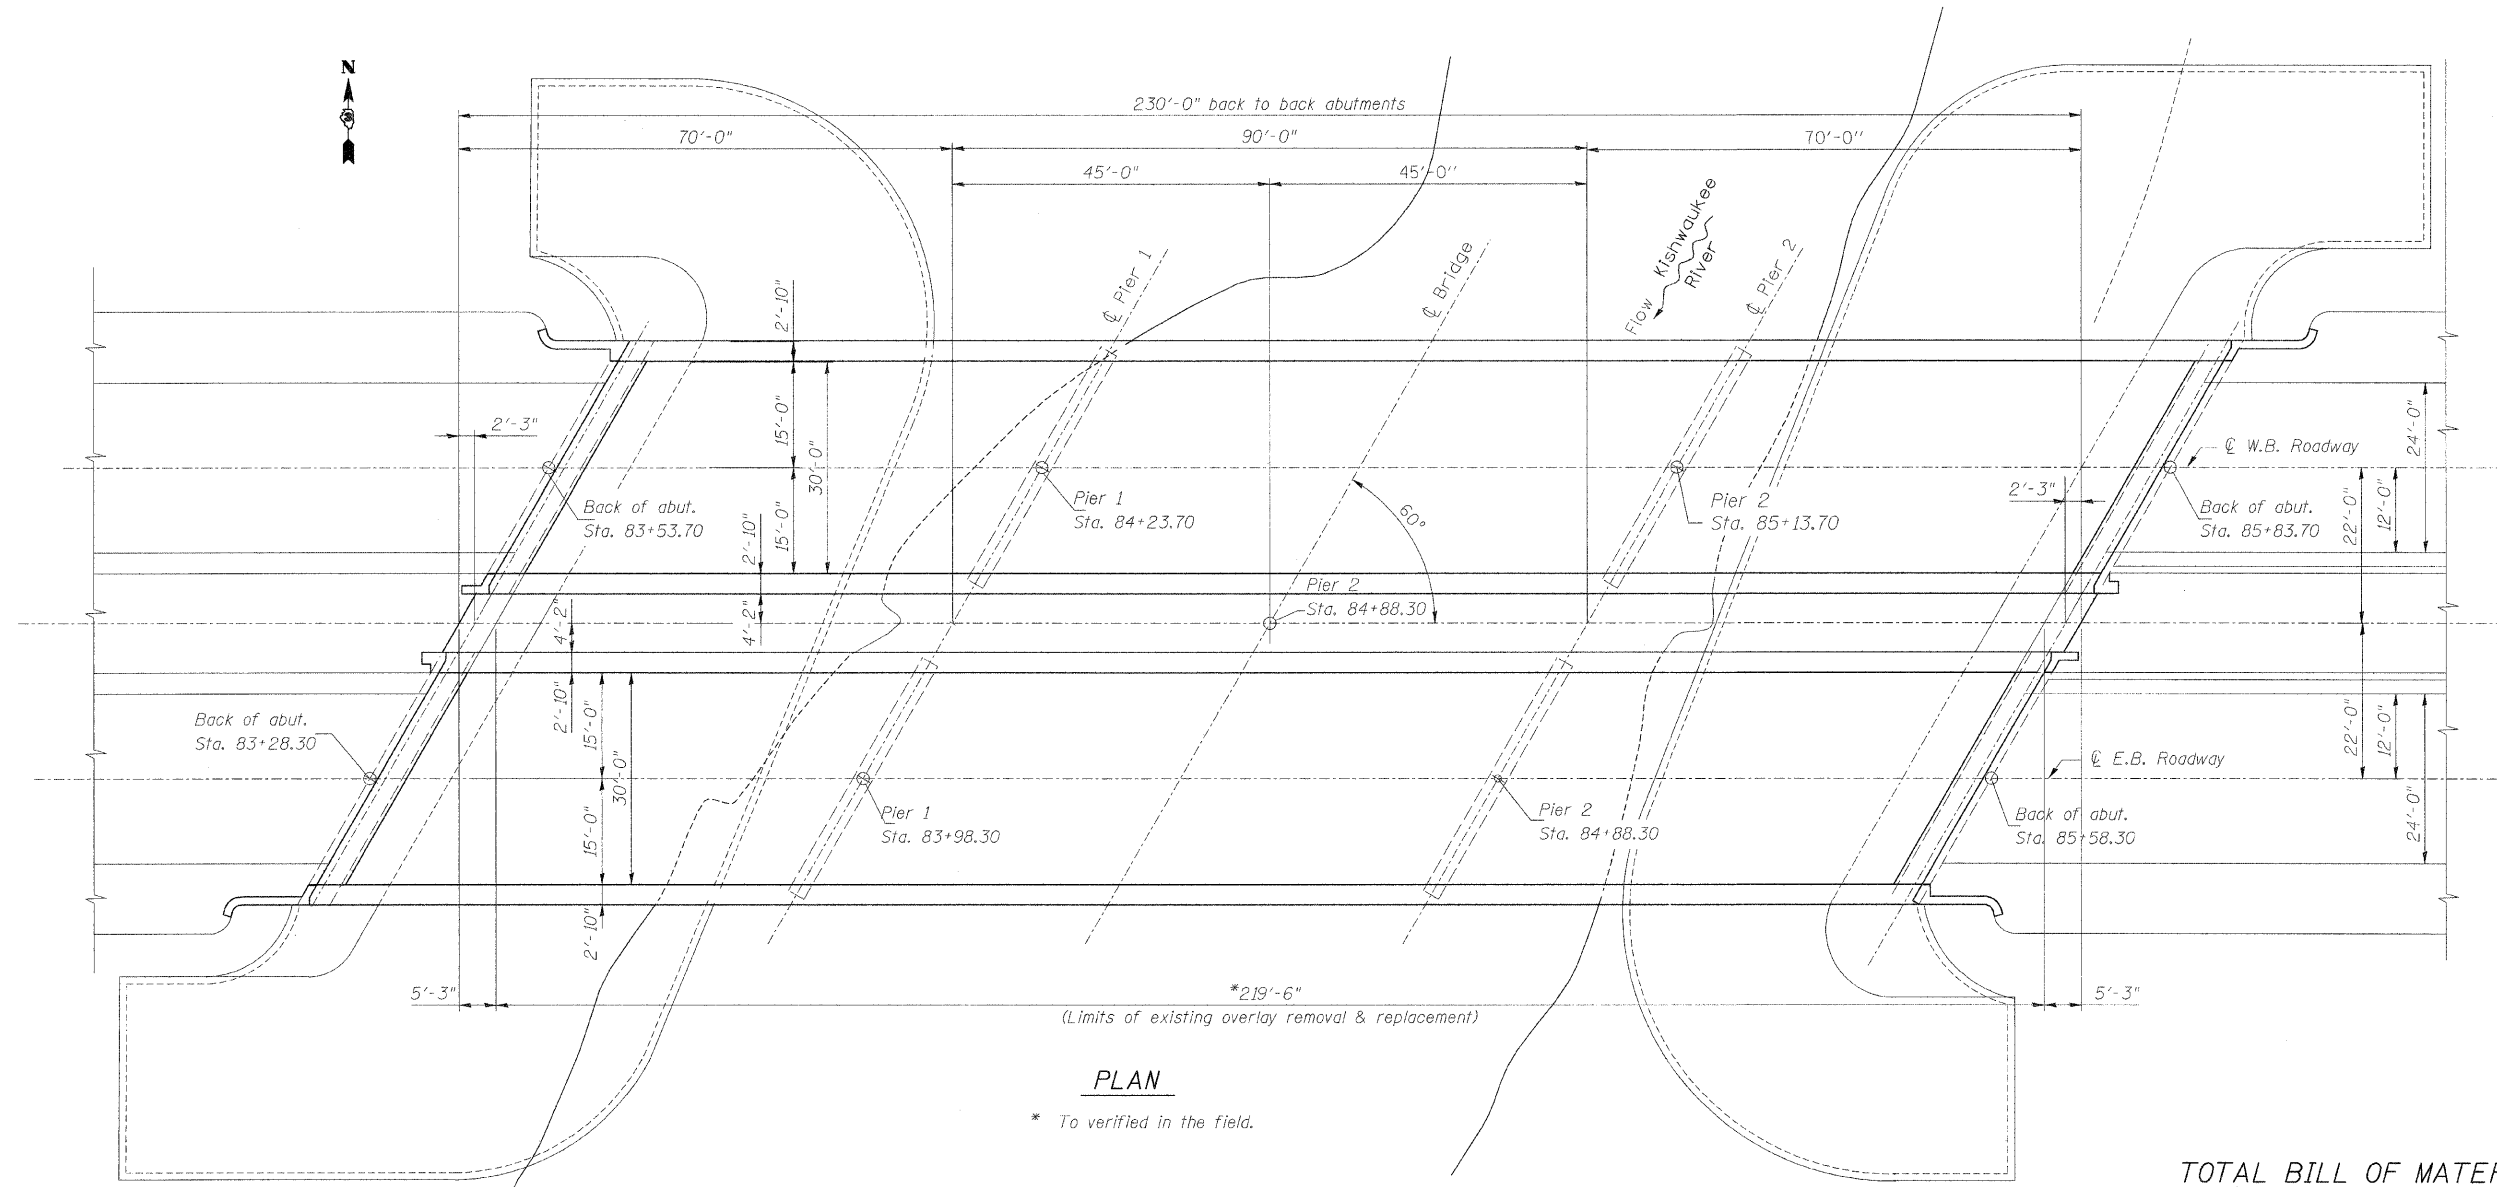 N
230'-0" back to back abutments
70'-0"
90'-0"
70'-0"
45'-0"
45'-0"
Flow
Kishwaukee
River
℄ Pier 1
℄ Bridge
℄ Pier 2
2'-10"
15'-0"
30'-0"
15'-0"
2'-10"
4'-2"
2'-3"
Back of abut.
Sta. 83+53.70
Pier 1
Sta. 84+23.70
60°
Pier 2
Sta. 85+13.70
2'-3"
℄ W.B. Roadway
Back of abut.
Sta. 85+83.70
24'-0"
22'-0"
12'-0"
Pier 2
Sta. 84+88.30
4'-2"
2'-10"
15'-0"
30'-0"
15'-0"
2'-10"
Back of abut.
Sta. 83+28.30
Pier 1
Sta. 83+98.30
Pier 2
Sta. 84+88.30
℄ E.B. Roadway
Back of abut.
Sta. 85+58.30
22'-0"
12'-0"
24'-0"
5'-3"
*219'-6"
5'-3"
(Limits of existing overlay removal & replacement)
PLAN
* To verified in the field.
TOTAL BILL OF MATER